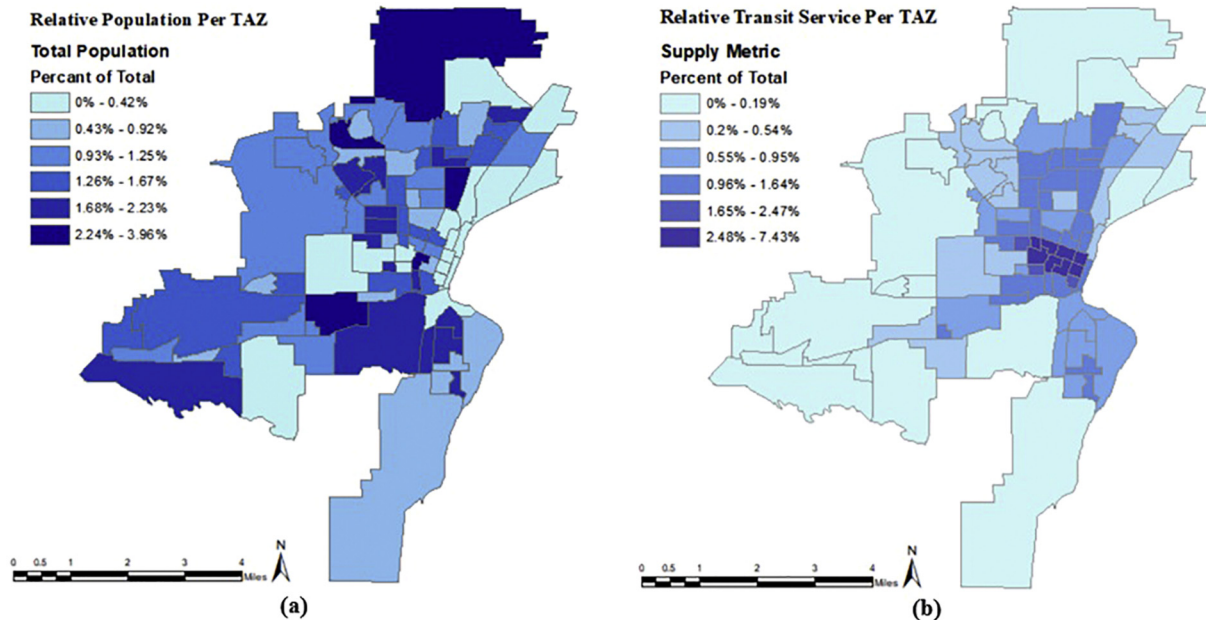 Relative Population Per TAZ
Total Population
Percant of Total
0% - 0.42%
0.43% - 0.92%
0.93% - 1.25%
1.26% - 1.67%
1.68% - 2.23%
2.24% - 3.96%
0 0.5 1 2 3 4
Miles
N
(a)
Relative Transit Service Per TAZ
Supply Metric
Percent of Total
0% - 0.19%
0.2% - 0.54%
0.55% - 0.95%
0.96% - 1.64%
1.65% - 2.47%
2.48% - 7.43%
0 0.5 1 2 3 4
Miles
N
(b)